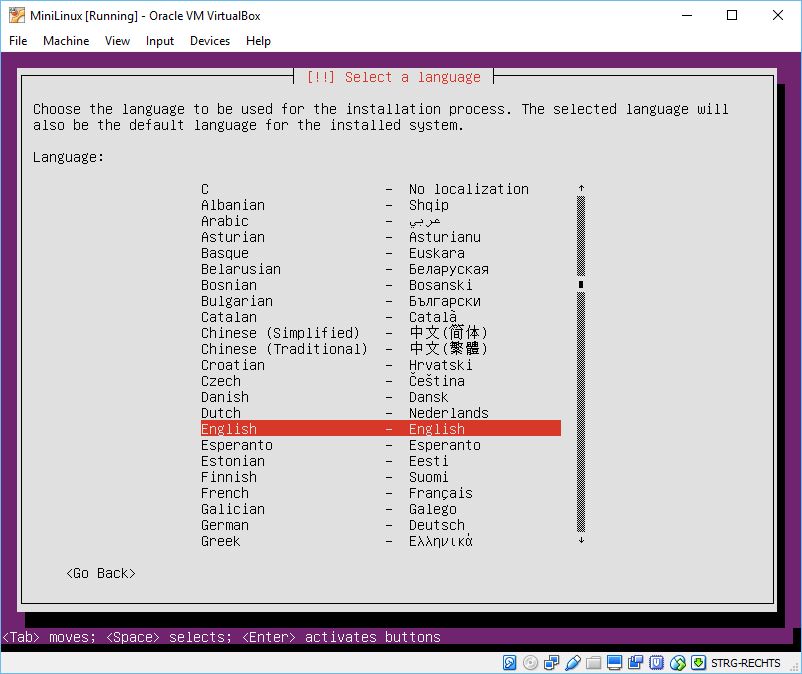 MiniLinux [Running] - Oracle VM VirtualBox
File Machine View Input Devices Help
[!!] Select a language
Choose the language to be used for the installation process. The selected language will
also be the default language for the installed system.
Language:
C - No localization
Albanian - Shqip
Arabic - عربي
Asturian - Asturianu
Basque - Euskara
Belarusian - Беларуская
Bosnian - Bosanski
Bulgarian - Български
Catalan - Català
Chinese (Simplified) - 中文(简体)
Chinese (Traditional) - 中文(繁體)
Croatian - Hrvatski
Czech - Čeština
Danish - Dansk
Dutch - Nederlands
English - English
Esperanto - Esperanto
Estonian - Eesti
Finnish - Suomi
French - Français
Galician - Galego
German - Deutsch
Greek - Ελληνικά
<Go Back>
<Tab> moves; <Space> selects; <Enter> activates buttons
STRG-RECHTS